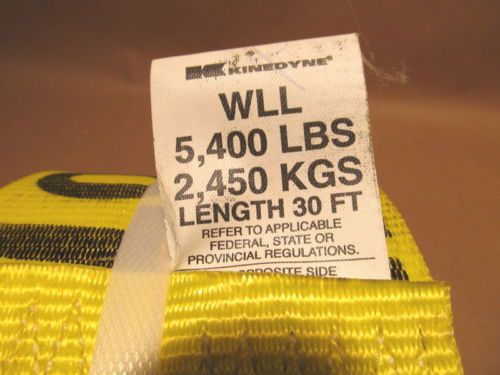 KINEDYNE®
WLL
5,400 LBS
2,450 KGS
LENGTH 30 FT
REFER TO APPLICABLE
FEDERAL, STATE OR
PROVINCIAL REGULATIONS.
OPPOSITE SIDE